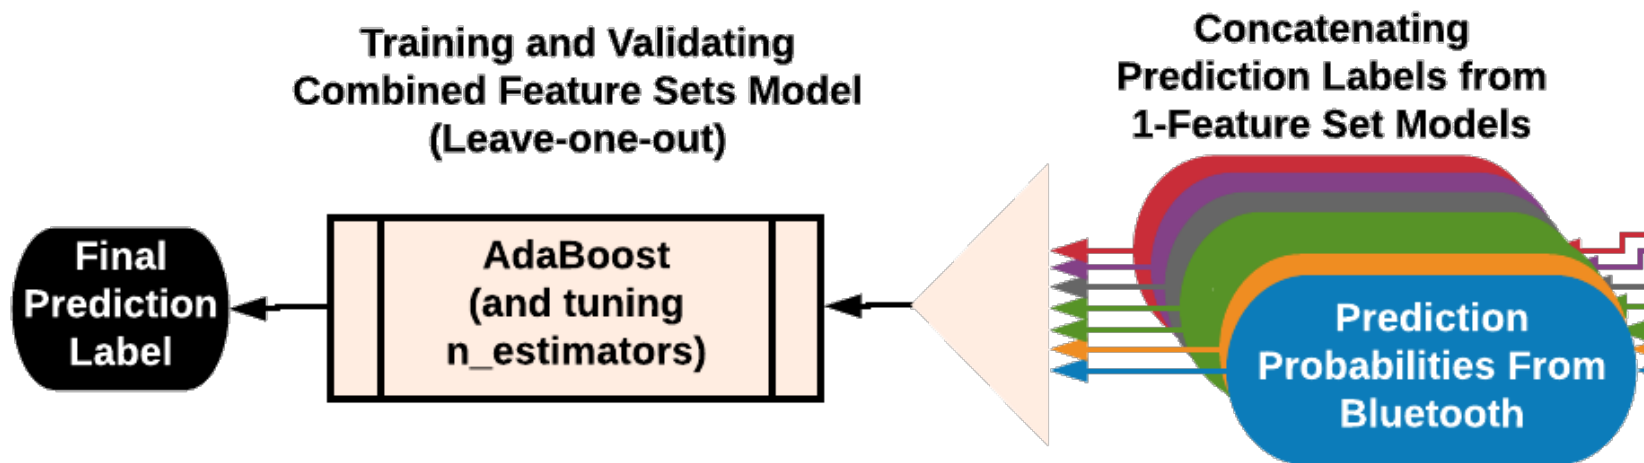 Training and Validating
Combined Feature Sets Model
(Leave-one-out)
Concatenating
Prediction Labels from
1-Feature Set Models
Final
Prediction
Label
AdaBoost
(and tuning
n_estimators)
Prediction
Probabilities From
Bluetooth